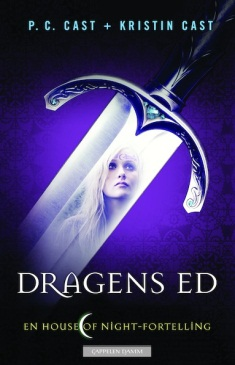 P. C. CAST + KRISTIN CAST
DRAGENS ED
EN HOUSE OF NIGHT-FORTELLING
CAPPELEN DAMM